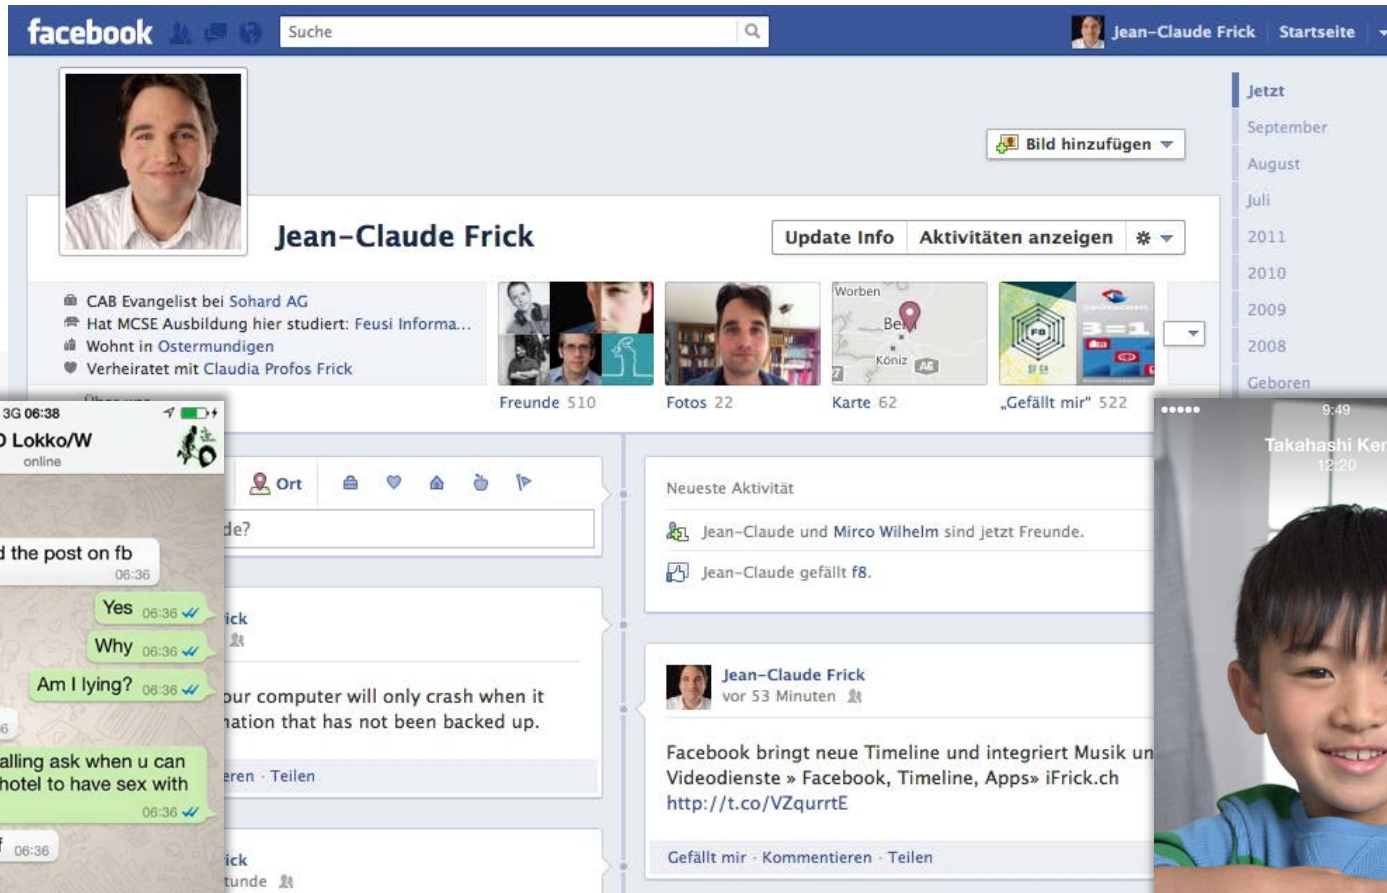 facebook
Suche
Jean-Claude Frick
Startseite
Jetzt
September
August
Juli
2011
2010
2009
2008
Geboren
Bild hinzufügen
Jean-Claude Frick
Update Info
Aktivitäten anzeigen
CAB Evangelist bei Sohard AG
Hat MCSE Ausbildung hier studiert: Feusi Informa...
Wohnt in Ostermundigen
Verheiratet mit Claudia Profos Frick
Worben
Köniz
A6
FB
3=1
Freunde 510
Fotos 22
Karte 62
„Gefällt mir" 522
3G 06:38
Lokko/W
online
the post on fb
06:36
Yes 06:36
Why 06:36
Am I lying? 06:36
alling ask when u can
hotel to have sex with
06:36
06:36
Ort
de?
ick
our computer will only crash when it
nation that has not been backed up.
eren · Teilen
ick
tunde
Neueste Aktivität
Jean-Claude und Mirco Wilhelm sind jetzt Freunde.
Jean-Claude gefällt f8.
Jean-Claude Frick
vor 53 Minuten
Facebook bringt neue Timeline und integriert Musik un
Videodienste » Facebook, Timeline, Apps» iFrick.ch
http://t.co/VZqurrtE
Gefällt mir · Kommentieren · Teilen
9:49
Takahashi Ker
12:20